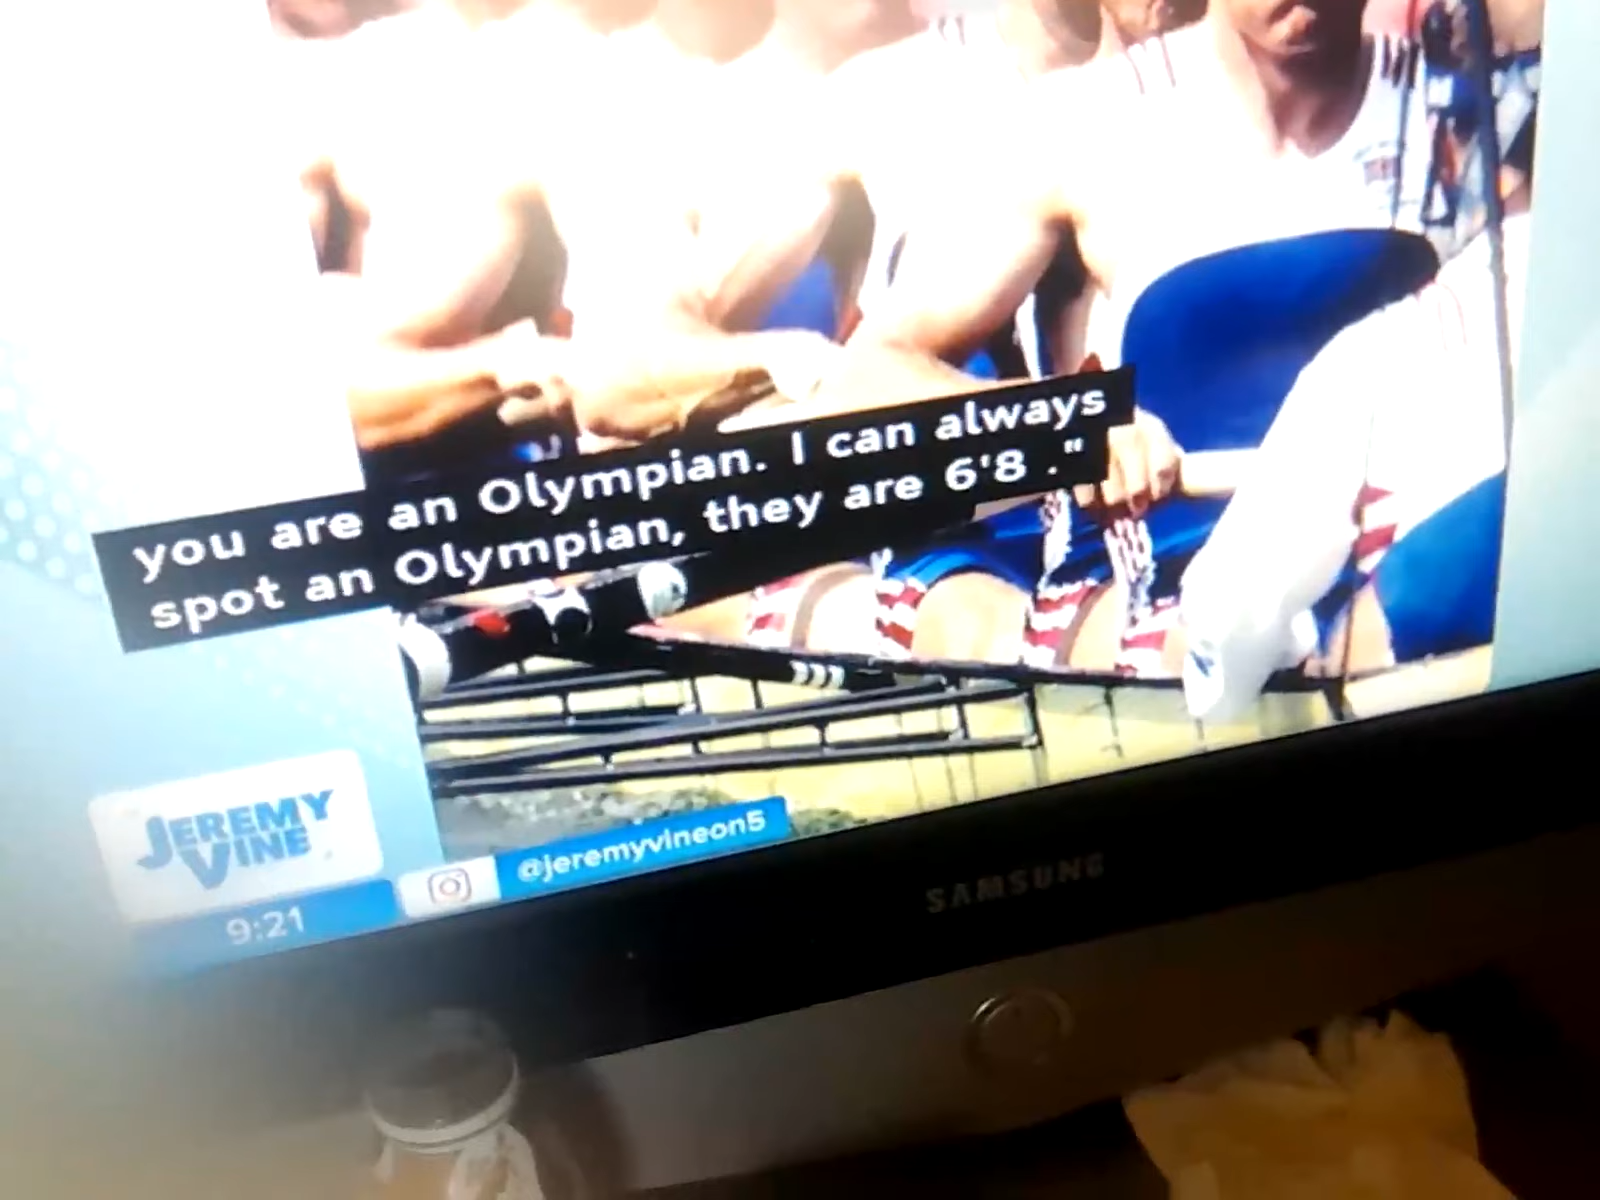 you are an Olympian. I can always
spot an Olympian, they are 6'8 ."
JEREMY
VINE
9:21
@jeremyvineon5
SAMSUNG